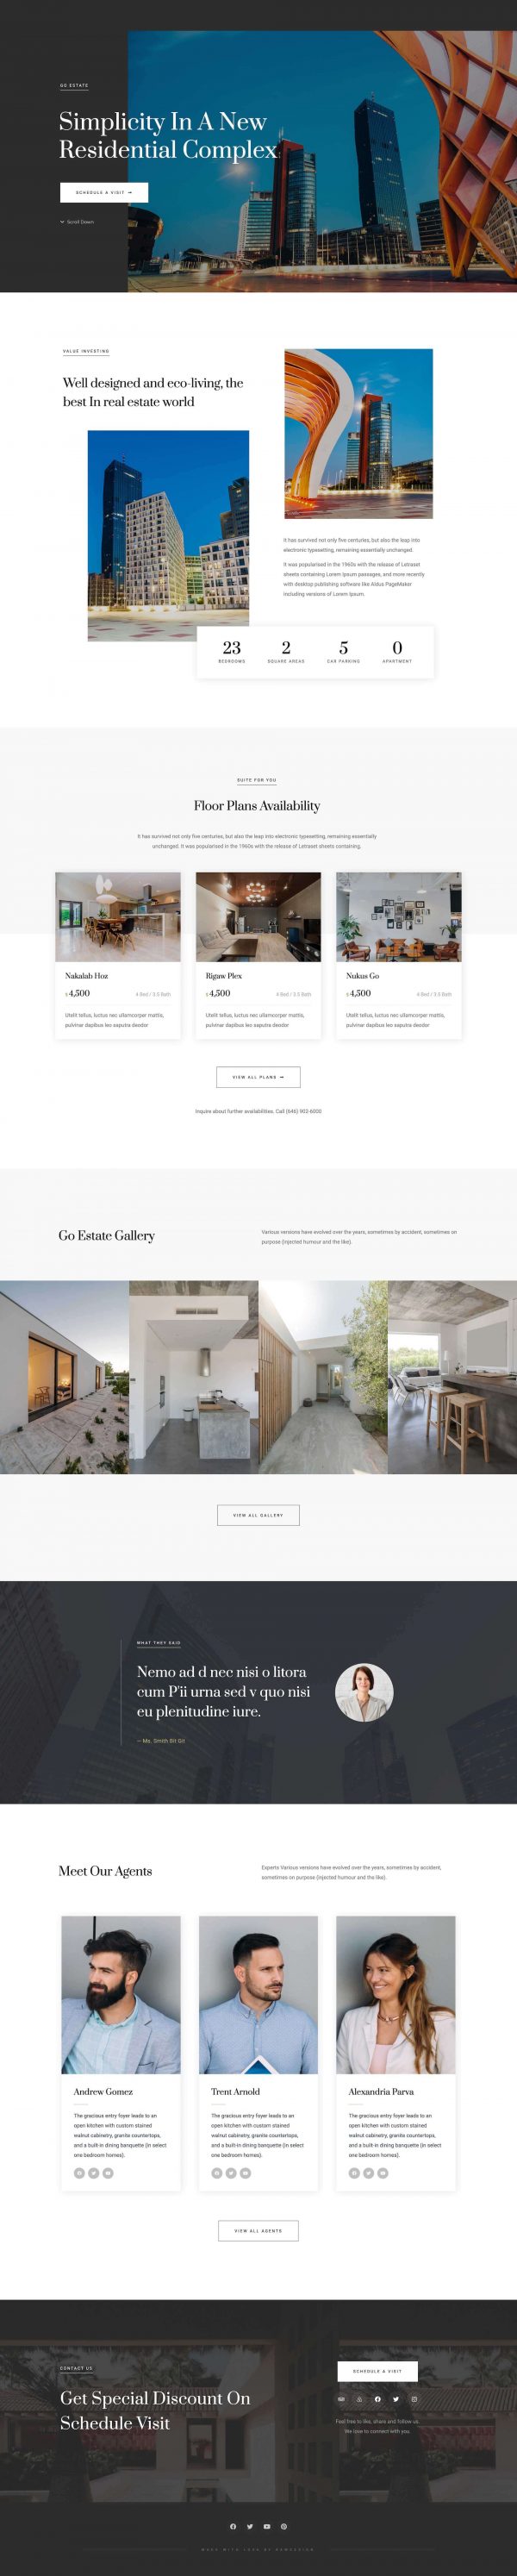 GO ESTATE
Simplicity In A New
Residential Complex
SCHEDULE A VISIT
Scroll Down
VALUE INVESTING
Well designed and eco-living, the
best In real estate world
It has survived not only five centuries, but also the leap into
electronic typesetting, remaining essentially unchanged.
It was popularised in the 1960s with the release of Letraset
sheets containing Lorem Ipsum passages, and more recently
with desktop publishing software like Aldus PageMaker
including versions of Lorem Ipsum.
23 2 5 0
BEDROOMS SQUARE AREAS CAR PARKING APARTMENT
SUITE FOR YOU
Floor Plans Availability
It has survived not only five centuries, but also the leap into electronic typesetting, remaining essentially
unchanged. It was popularised in the 1960s with the release of Letraset sheets containing.
Nakalab Hoz
$ 4,500 4 Bed / 3.5 Bath
Utelit tellus, luctus nec ullamcorper mattis,
pulvinar dapibus leo saputra deodor
Rigaw Plex
$ 4,500 4 Bed / 3.5 Bath
Utelit tellus, luctus nec ullamcorper mattis,
pulvinar dapibus leo saputra deodor
Nukus Go
$ 4,500 4 Bed / 3.5 Bath
Utelit tellus, luctus nec ullamcorper mattis,
pulvinar dapibus leo saputra deodor
VIEW ALL PLANS
Inquire about further availabilities. Call (646) 902-6000
Go Estate Gallery
Various versions have evolved over the years, sometimes by accident, sometimes on
purpose (injected humour and the like).
VIEW ALL GALLERY
WHAT THEY SAID
Nemo ad d nec nisi o litora
cum P'ii urna sed v quo nisi
eu plenitudine iure.
— Ms. Smith Bit Git
Meet Our Agents
Experts Various versions have evolved over the years, sometimes by accident,
sometimes on purpose (injected humour and the like).
Andrew Gomez
The gracious entry foyer leads to an
open kitchen with custom stained
walnut cabinetry, granite countertops,
and a built-in dining banquette (in select
one bedroom homes).
Trent Arnold
The gracious entry foyer leads to an
open kitchen with custom stained
walnut cabinetry, granite countertops,
and a built-in dining banquette (in select
one bedroom homes).
Alexandria Parva
The gracious entry foyer leads to an
open kitchen with custom stained
walnut cabinetry, granite countertops,
and a built-in dining banquette (in select
one bedroom homes).
VIEW ALL AGENTS
CONTACT US
Get Special Discount On
Schedule Visit
SCHEDULE A VISIT
Feel free to like, share and follow us.
We love to connect with you.